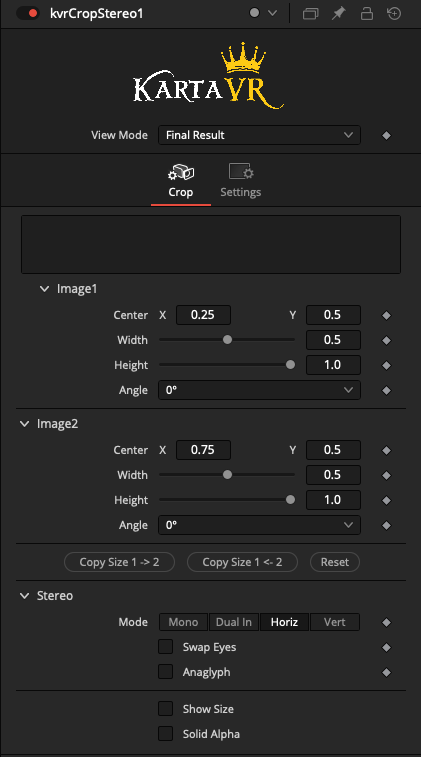 kvrCropStereo1
KARTAVR
View Mode Final Result
Crop Settings
Image1
Center X 0.25 Y 0.5
Width 0.5
Height 1.0
Angle 0°
Image2
Center X 0.75 Y 0.5
Width 0.5
Height 1.0
Angle 0°
Copy Size 1 -> 2 Copy Size 1 <- 2 Reset
Stereo
Mode Mono Dual In Horiz Vert
Swap Eyes
Anaglyph
Show Size
Solid Alpha